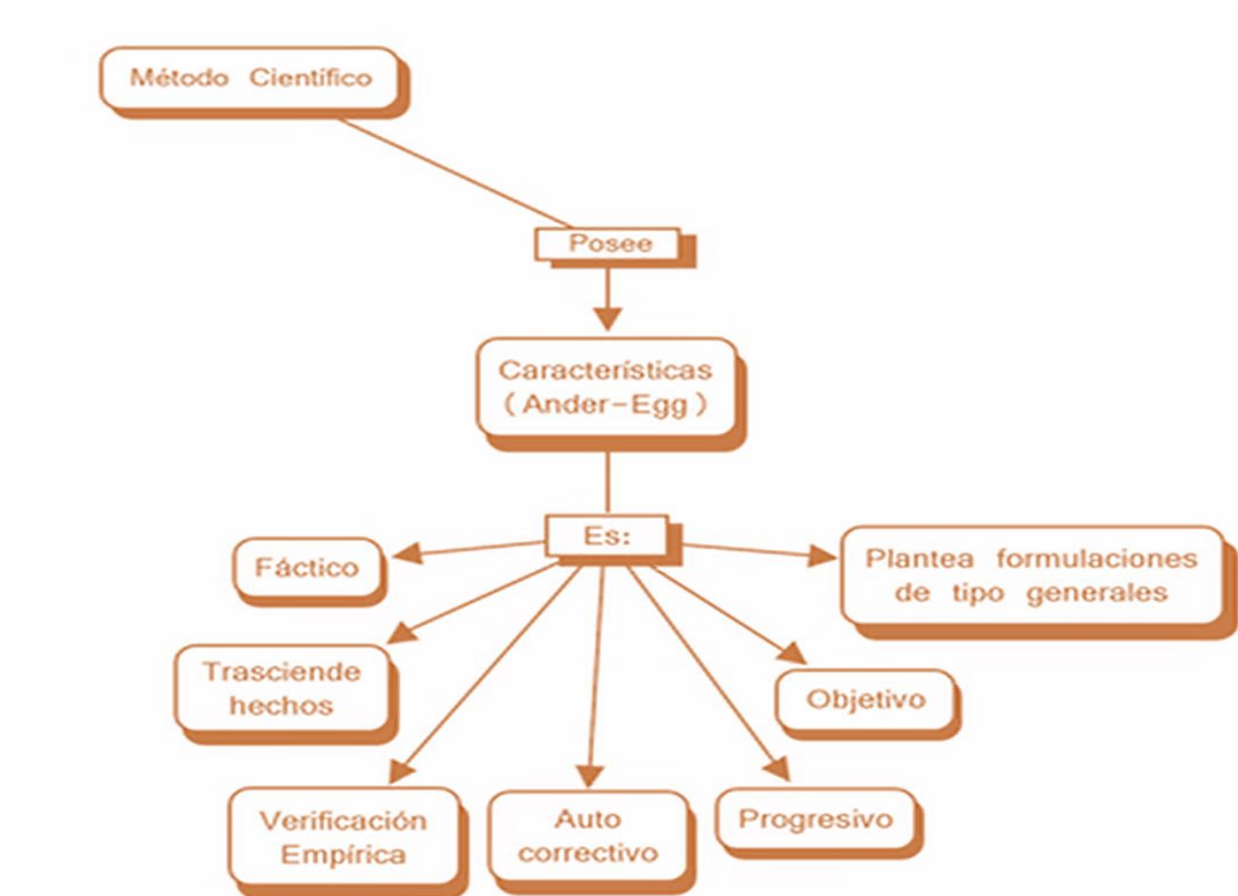 Método Científico
Posee
Característicás
(Ander-Egg)
Es:
Fáctico
Plantea formulaciones
de tipo generales
Trasciende
hechos
Objetivo
Verificación
Empírica
Auto
correctivo
Progresivo